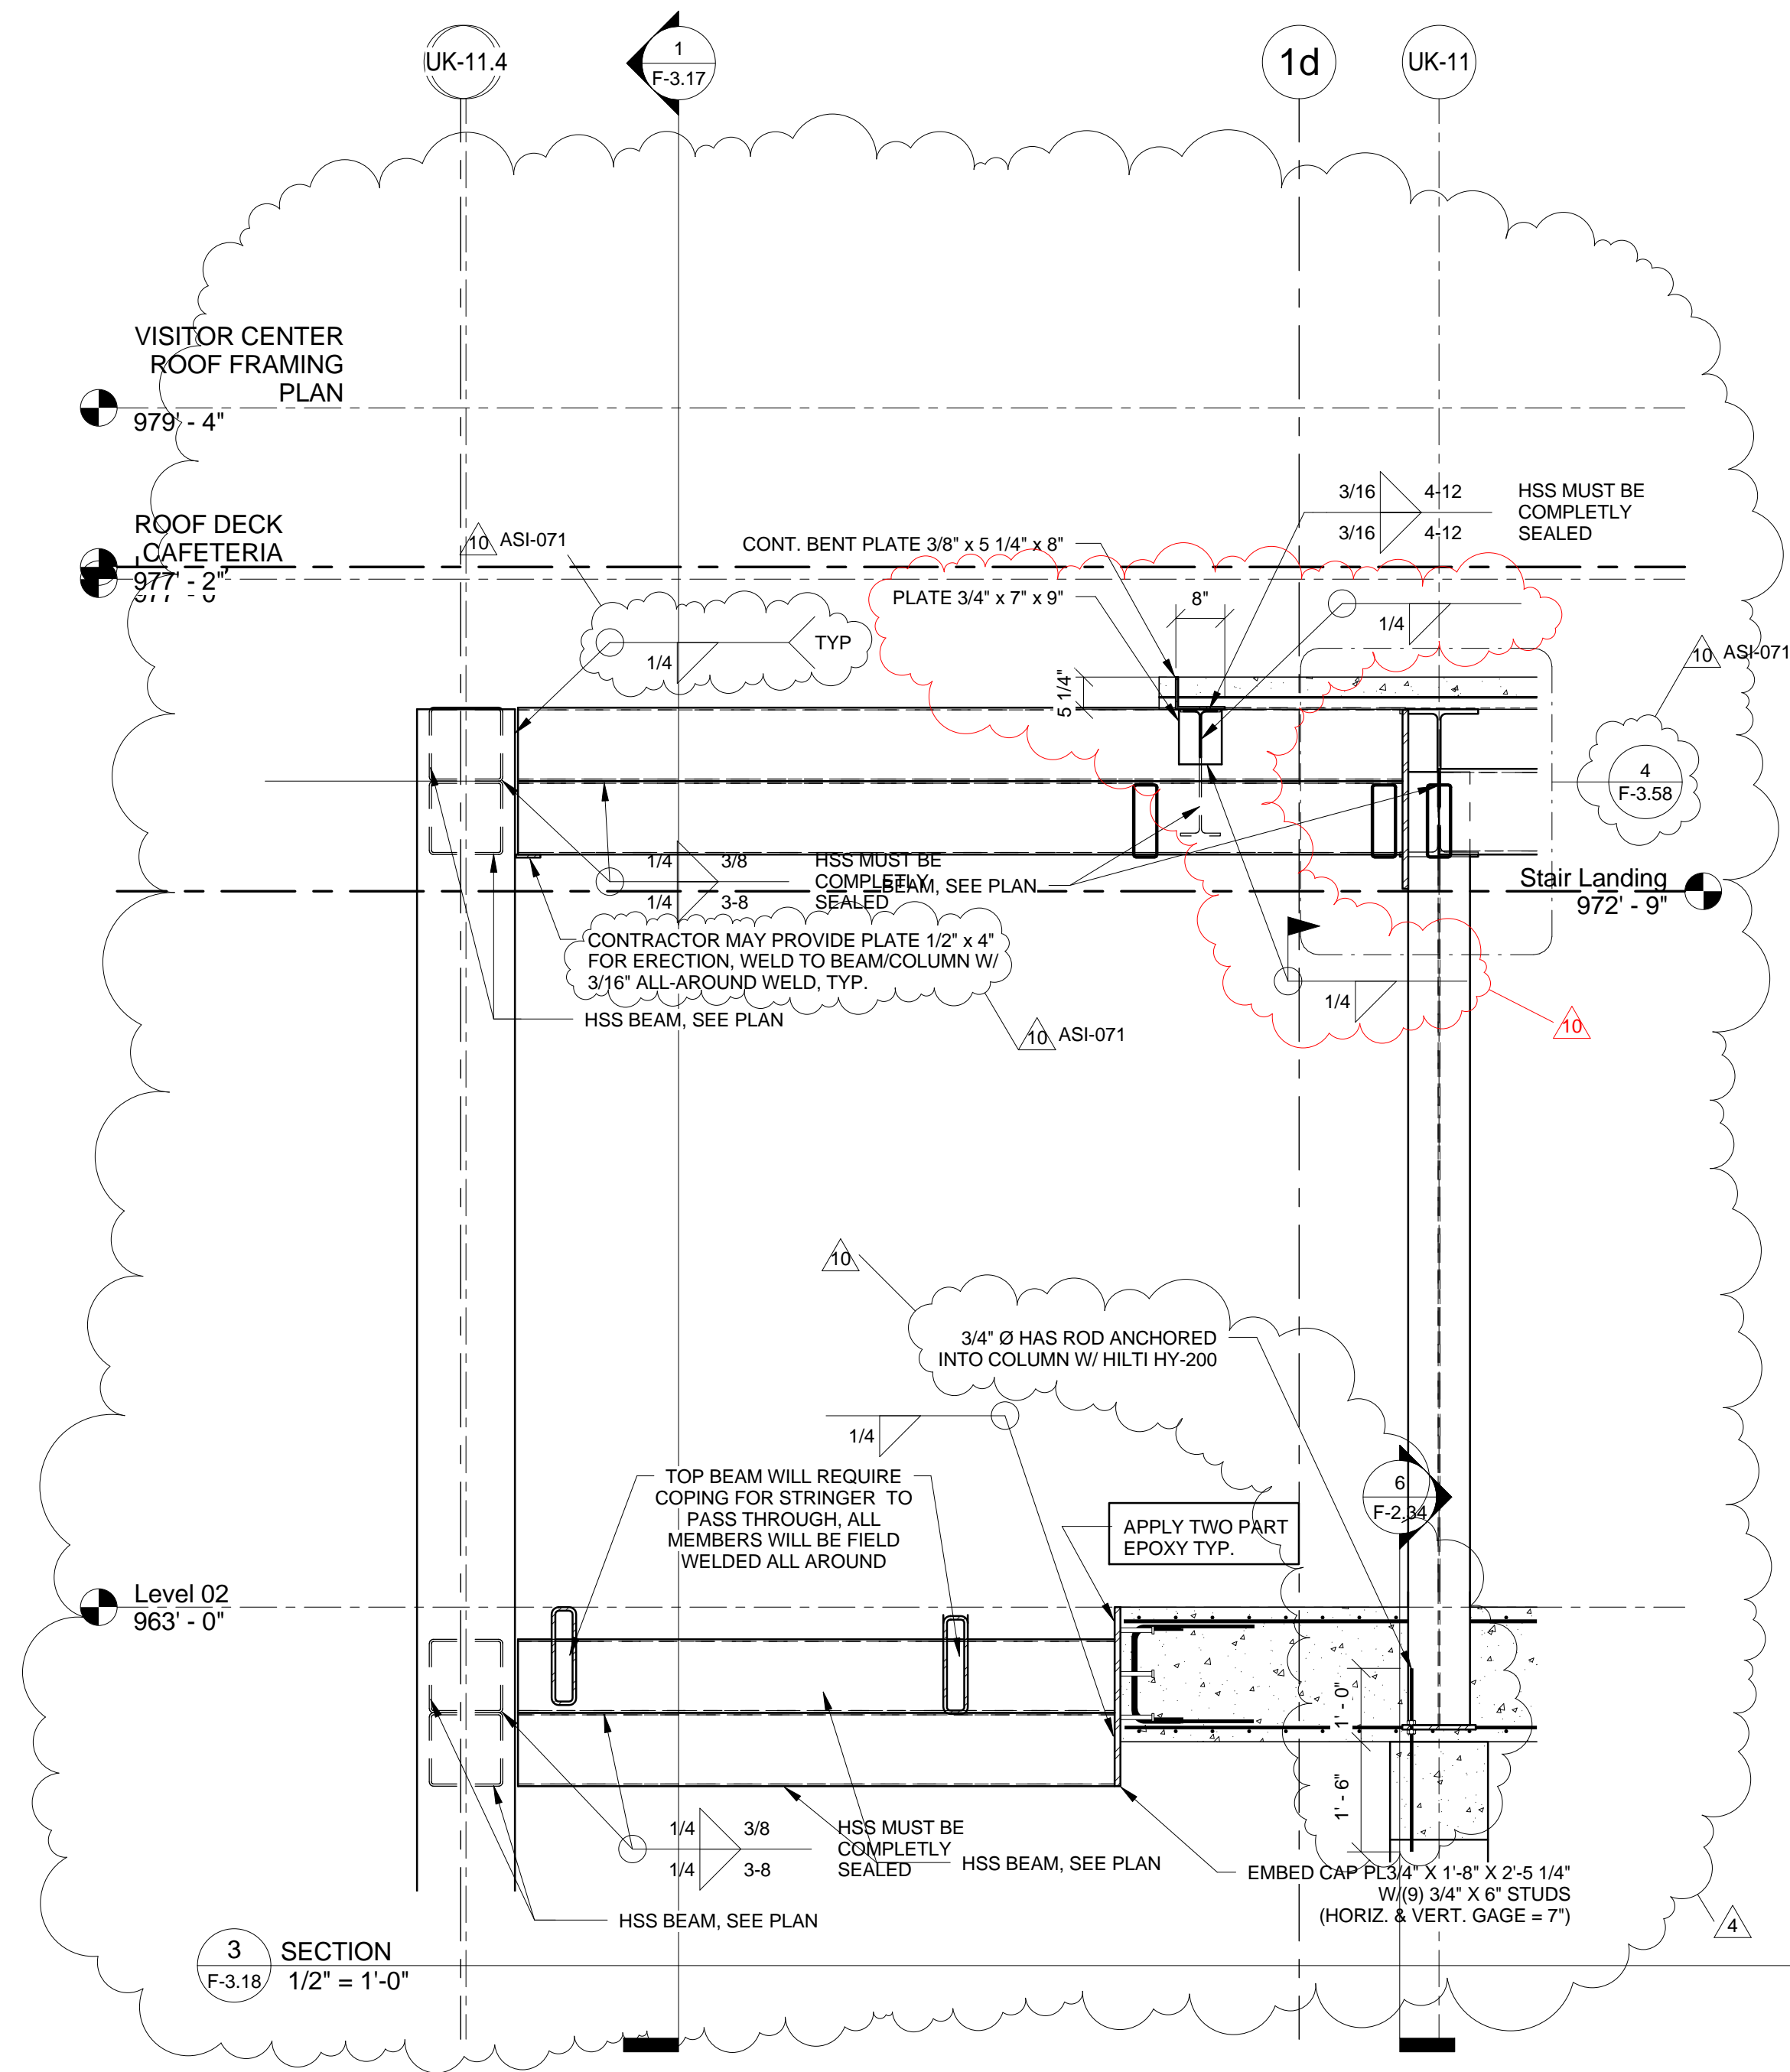 UK-11.4
1
F-3.17
1d
UK-11
VISITOR CENTER
ROOF FRAMING
PLAN
979' - 4"
ROOF DECK
CAFETERIA
977' - 2"
10 ASI-071
TYP
1/4
CONT. BENT PLATE 3/8" x 5 1/4" x 8"
PLATE 3/4" x 7" x 9"
8"
5 1/4"
3/16 4-12
3/16 4-12
HSS MUST BE
COMPLETLY
SEALED
1/4
10 ASI-071
4
F-3.58
Stair Landing
972' - 9"
1/4 3/8
1/4 3-8
HSS MUST BE
COMPLETLY
SEALED
BEAM, SEE PLAN
CONTRACTOR MAY PROVIDE PLATE 1/2" x 4"
FOR ERECTION, WELD TO BEAM/COLUMN W/
3/16" ALL-AROUND WELD, TYP.
HSS BEAM, SEE PLAN
10 ASI-071
1/4
10
10
3/4" Ø HAS ROD ANCHORED
INTO COLUMN W/ HILTI HY-200
1/4
TOP BEAM WILL REQUIRE
COPING FOR STRINGER TO
PASS THROUGH, ALL
MEMBERS WILL BE FIELD
WELDED ALL AROUND
APPLY TWO PART
EPOXY TYP.
6
F-2.34
Level 02
963' - 0"
1' - 0"
1' - 6"
1/4 3/8
1/4 3-8
HSS MUST BE
COMPLETLY
SEALED
HSS BEAM, SEE PLAN
HSS BEAM, SEE PLAN
EMBED CAP PL3/4" X 1'-8" X 2'-5 1/4"
W/(9) 3/4" X 6" STUDS
(HORIZ. & VERT. GAGE = 7")
4
3
F-3.18
SECTION
1/2" = 1'-0"